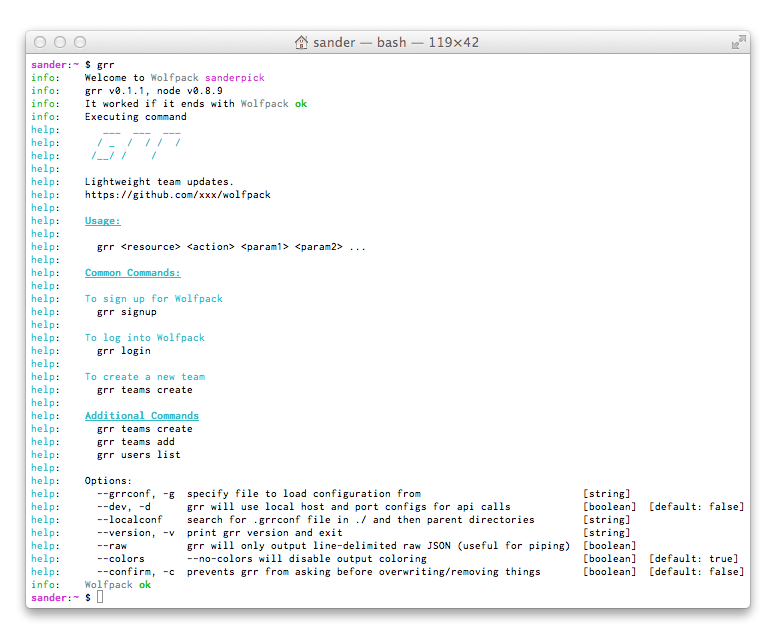 sander — bash — 119×42
sander:~ $ grr
info:    Welcome to Wolfpack sanderpick
info:    grr v0.1.1, node v0.8.9
info:    It worked if it ends with Wolfpack ok
info:    Executing command
help:       ___  ___  ___
help:      / _  / / /  /
help:     /__/ /    /
help:
help:    Lightweight team updates.
help:    https://github.com/xxx/wolfpack
help:
help:    Usage:
help:
help:      grr <resource> <action> <param1> <param2> ...
help:
help:    Common Commands:
help:
help:    To sign up for Wolfpack
help:      grr signup
help:
help:    To log into Wolfpack
help:      grr login
help:
help:    To create a new team
help:      grr teams create
help:
help:    Additional Commands
help:      grr teams create
help:      grr teams add
help:      grr users list
help:
help:    Options:
help:      --grrconf, -g  specify file to load configuration from                           [string]
help:      --dev, -d      grr will use local host and port configs for api calls            [boolean]  [default: false]
help:      --localconf    search for .grrconf file in ./ and then parent directories        [string]
help:      --version, -v  print grr version and exit                                        [string]
help:      --raw          grr will only output line-delimited raw JSON (useful for piping)  [boolean]
help:      --colors       --no-colors will disable output coloring                          [boolean]  [default: true]
help:      --confirm, -c  prevents grr from asking before overwriting/removing things       [boolean]  [default: false]
info:    Wolfpack ok
sander:~ $